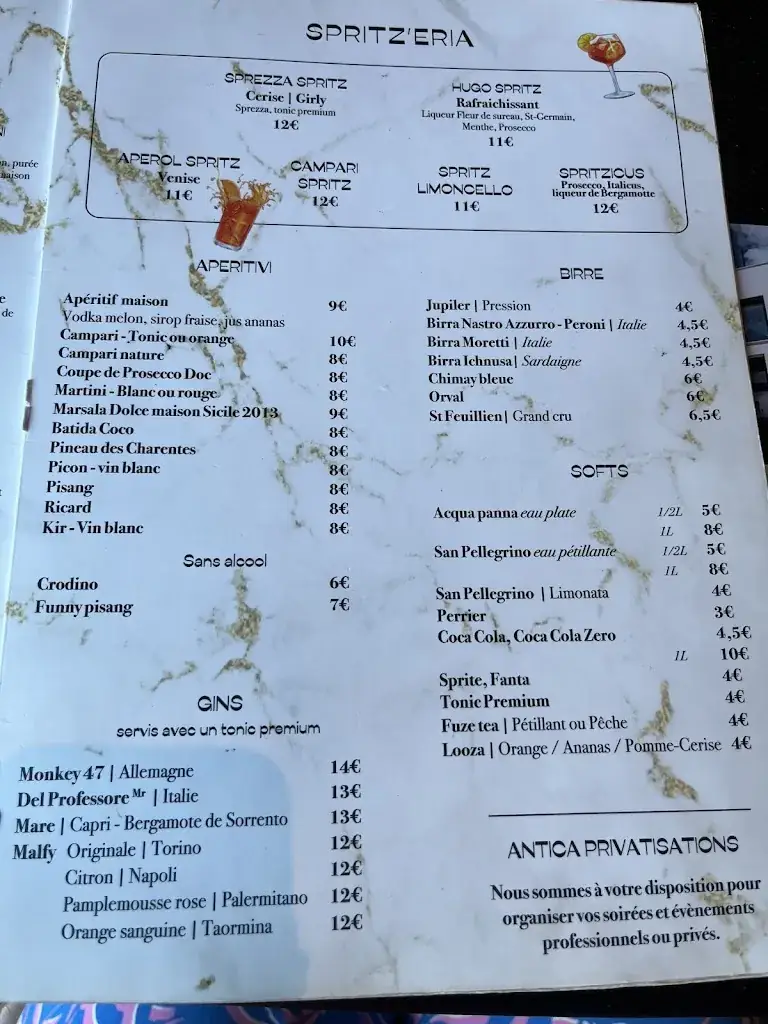 SPRITZ'ERIA
SPREZZA SPRITZ
Cerise | Girly
Sprezza, tonic premium
12€
HUGO SPRITZ
Rafraichissant
Liqueur Fleur de sureau, St-Germain,
Menthe, Prosecco
11€
APEROL SPRITZ
Venise
11€
CAMPARI
SPRITZ
12€
SPRITZ
LIMONCELLO
11€
SPRITZICUS
Prosecco, Italicus,
liqueur de Bergamotte
12€
purée
maison
e
de
APERITIVI
Apéritif maison 9€
Vodka melon, sirop fraise, jus ananas
Campari - Tonic ou orange 10€
Campari nature 8€
Coupe de Prosecco Doc 8€
Martini - Blanc ou rouge 8€
Marsala Dolce maison Sicile 2013 9€
Batida Coco 8€
Pineau des Charentes 8€
Picon - vin blanc 8€
Pisang 8€
Ricard 8€
Kir - Vin blanc 8€
Sans alcool
Crodino 6€
Funny pisang 7€
GINS
servis avec un tonic premium
Monkey 47 | Allemagne 14€
Del Professore Mr | Italie 13€
Mare | Capri - Bergamote de Sorrento 13€
Malfy Originale | Torino 12€
Citron | Napoli 12€
Pamplemousse rose | Palermitano 12€
Orange sanguine | Taormina 12€
BIRRE
Jupiler | Pression 4€
Birra Nastro Azzurro - Peroni | Italie 4,5€
Birra Moretti | Italie 4,5€
Birra Ichnusa | Sardaigne 4,5€
Chimay bleue 6€
Orval 6€
St Feuillien | Grand cru 6,5€
SOFTS
Acqua panna eau plate 1/2L 5€
1L 8€
San Pellegrino eau pétillante 1/2L 5€
1L 8€
San Pellegrino | Limonata 4€
Perrier 3€
Coca Cola, Coca Cola Zero 4,5€
1L 10€
Sprite, Fanta 4€
Tonic Premium 4€
Fuze tea | Pétillant ou Pêche 4€
Looza | Orange / Ananas / Pomme-Cerise 4€
ANTICA PRIVATISATIONS
Nous sommes à votre disposition pour
organiser vos soirées et évènements
professionnels ou privés.